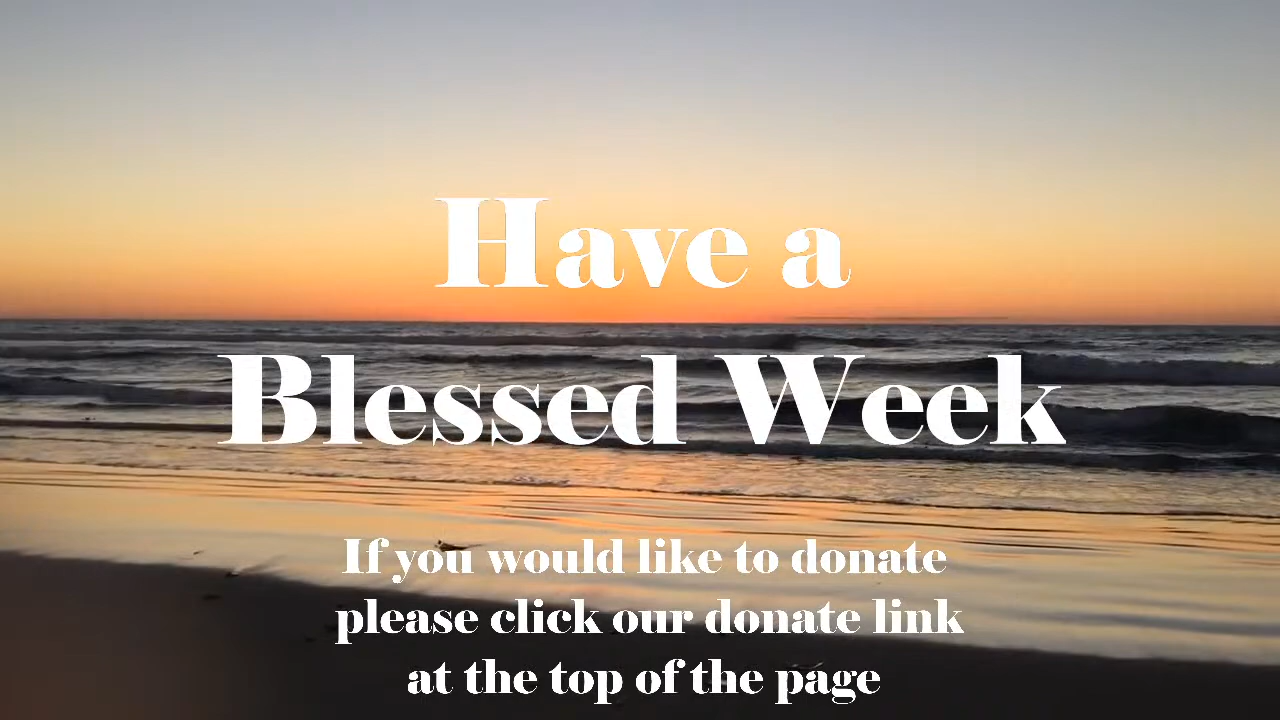 Have a
Blessed Week
If you would like to donate
please click our donate link
at the top of the page